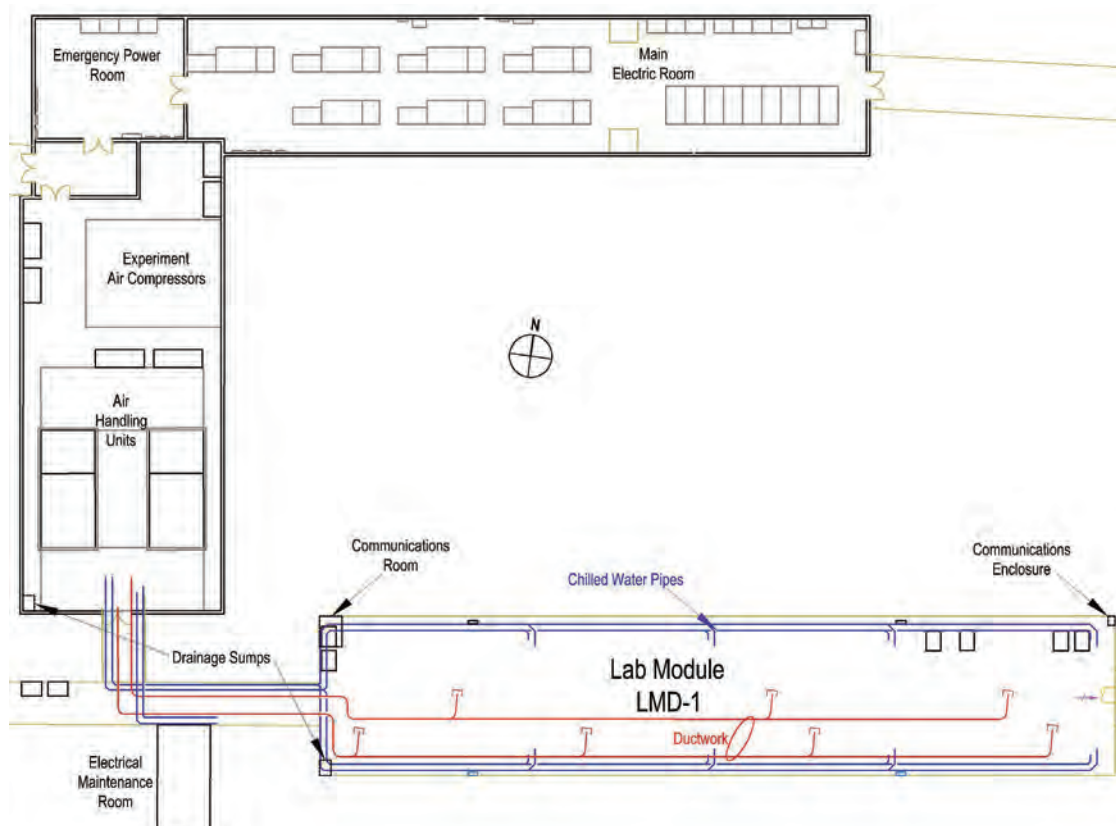 Emergency Power
Room
Main
Electric Room
Experiment
Air Compressors
N
Air
Handling
Units
Communications
Room
Chilled Water Pipes
Communications
Enclosure
Drainage Sumps
Lab Module
LMD-1
Ductwork
Electrical
Maintenance
Room